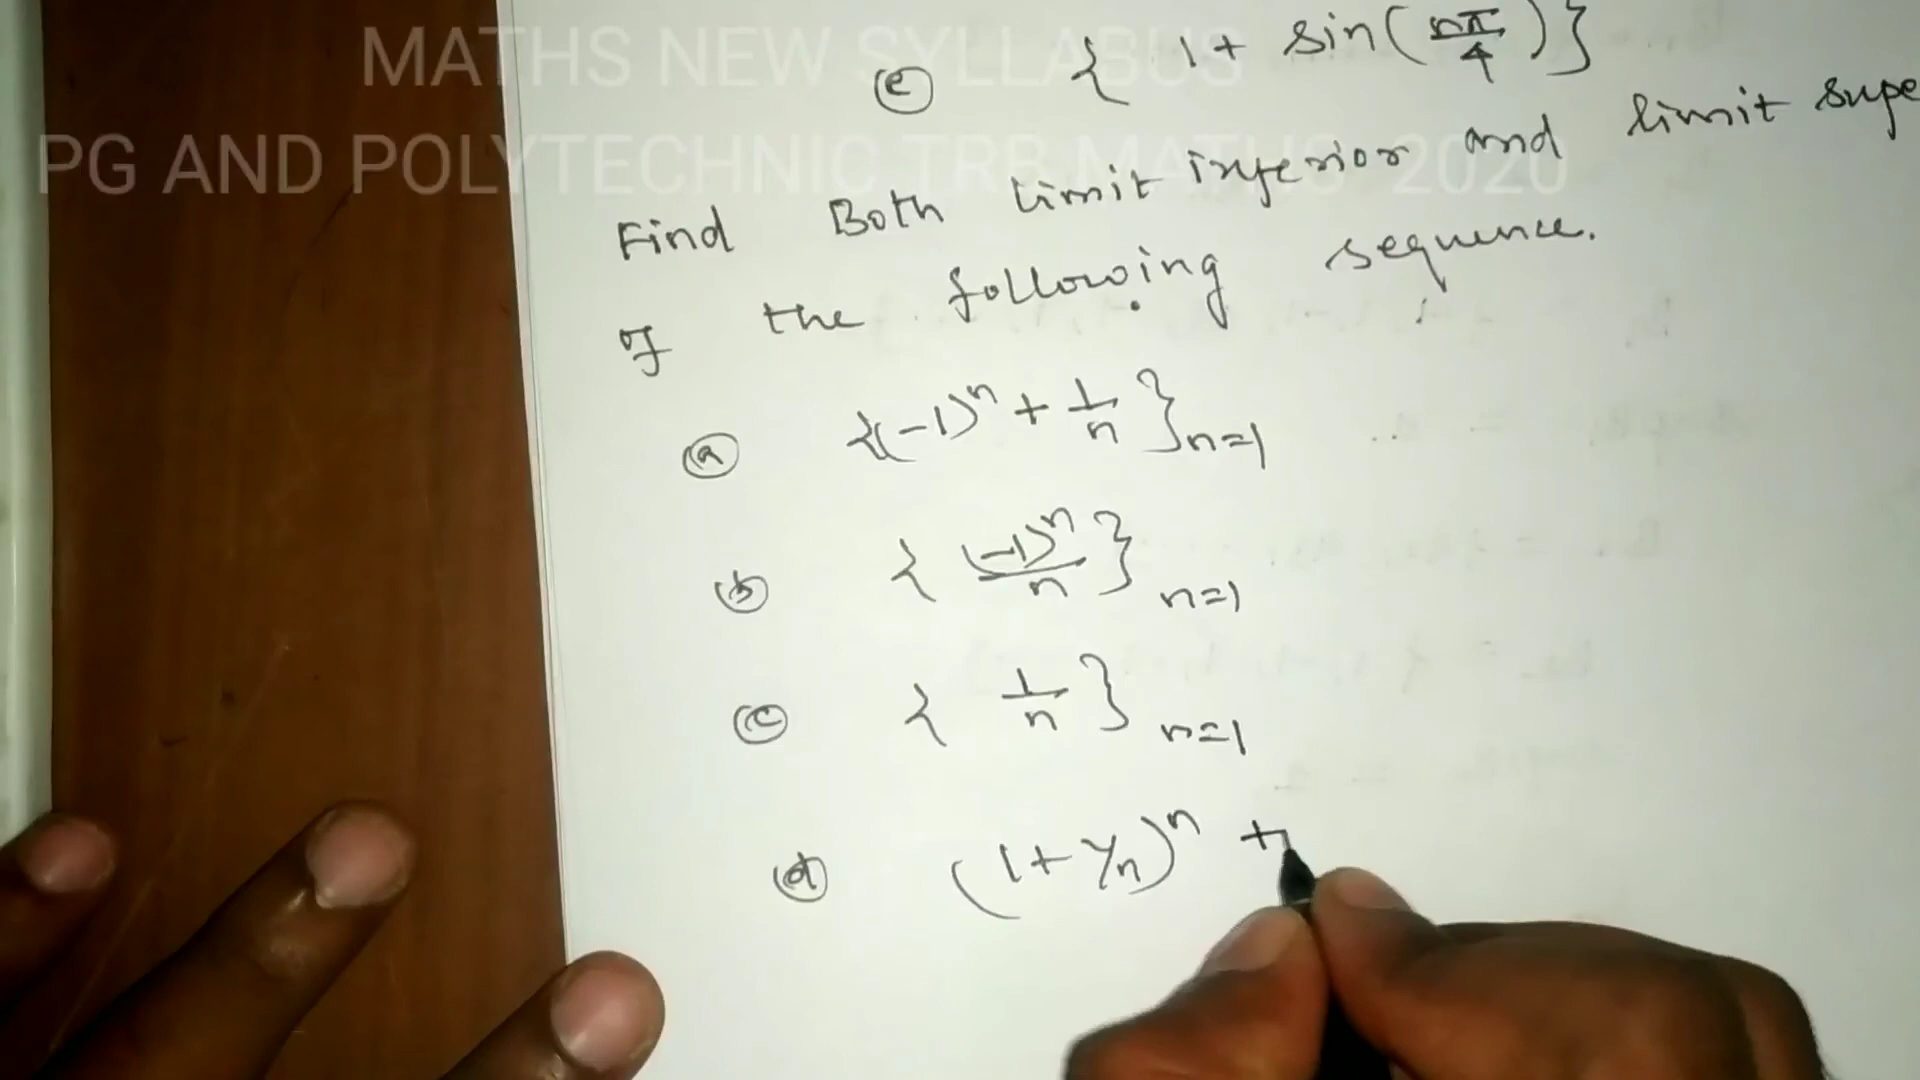 MATHS NEW SYLLABUS
PG AND POLYTECHNIC TRB MATHS 2020
(e) { 1 + sin(nπ/4) }
Find Both limit inferior and limit supe
of the following sequence.
(a) {(-1)^n + 1/n}n=1
(b) { (-1)^n/n } n=1
(c) { 1/n } n=1
(d) (1 + 1/n)^n +